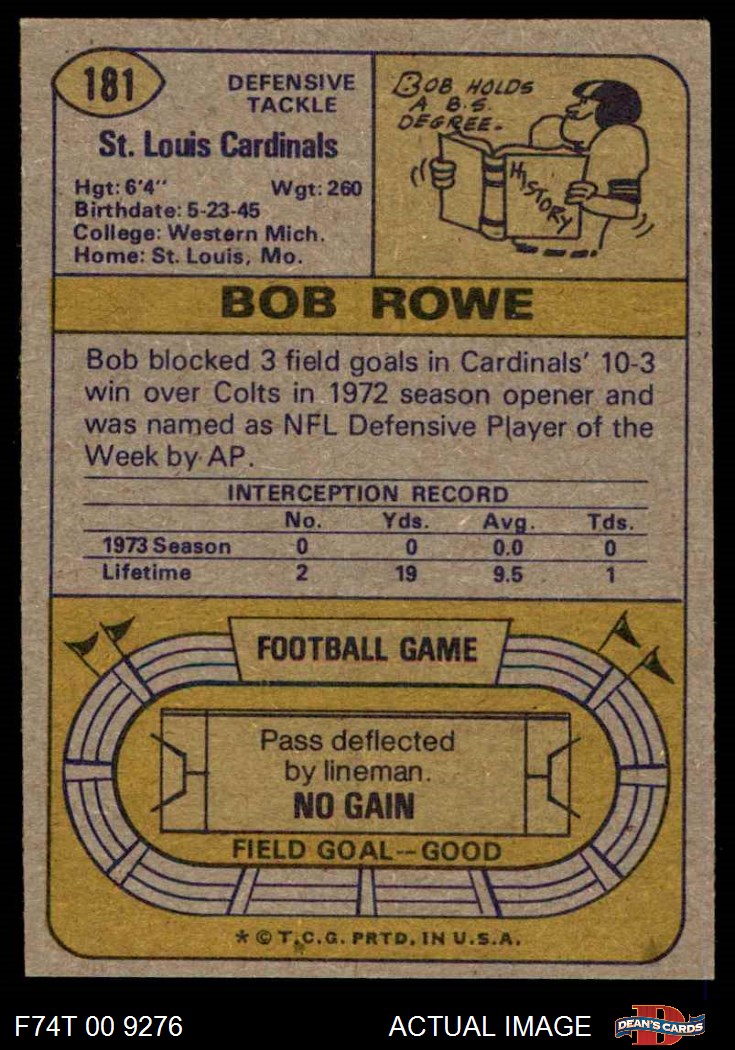 181
DEFENSIVE
TACKLE
St. Louis Cardinals
Hgt: 6'4" Wgt: 260
Birthdate: 5-23-45
College: Western Mich.
Home: St. Louis, Mo.
BOB HOLDS
A B.S.
DEGREE.
HISTORY
BOB ROWE
Bob blocked 3 field goals in Cardinals' 10-3
win over Colts in 1972 season opener and
was named as NFL Defensive Player of the
Week by AP.
INTERCEPTION RECORD
No. Yds. Avg. Tds.
1973 Season 0 0 0.0 0
Lifetime 2 19 9.5 1
FOOTBALL GAME
Pass deflected
by lineman.
NO GAIN
FIELD GOAL--GOOD
* © T.C.G. PRTD. IN U.S.A.
F74T 00 9276 ACTUAL IMAGE
D
DEAN'S CARDS